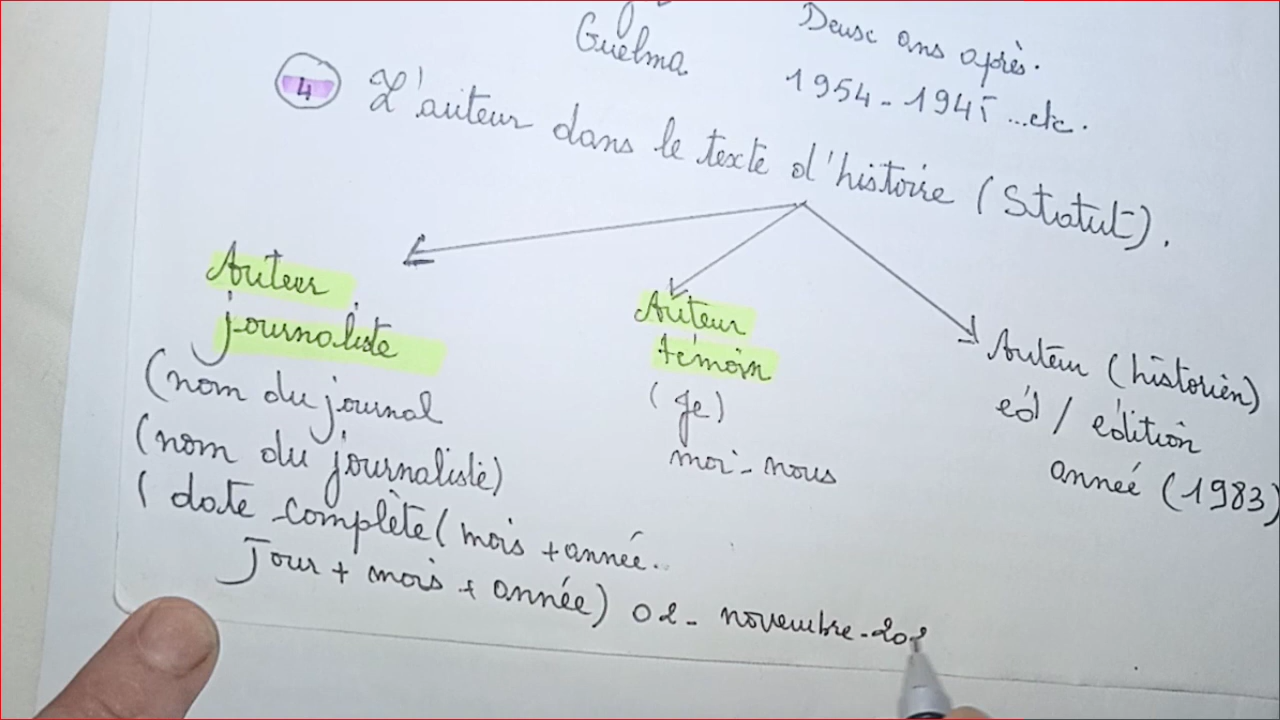 Guelma
Deux ans après.
1954 - 1945 ...etc.
4 L'auteur dans le texte d'histoire (Statut).
Auteur
journaliste
(nom du journal
(nom du journaliste)
( date complète ( mois + année.
Jour + mois + année) 02 - novembre - 202
Auteur
témoin
(je)
moi - nous
Auteur (historien)
éd / édition
année (1983)